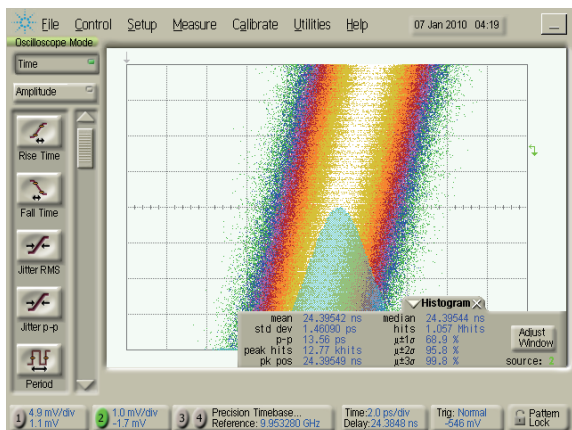 File Control Setup Measure Calibrate Utilities Help 07 Jan 2010 04:19
Oscilloscope Mode
Time
Amplitude
Rise Time
Fall Time
Jitter RMS
Jitter p-p
Period
Histogram
mean 24.39542 ns median 24.39544 ns
std dev 1.46090 ps hits 1.057 Mhits
p-p 13.56 ps μ±1σ 68.9 %
peak hits 12.77 khits μ±2σ 95.8 %
pk pos 24.39549 ns μ±3σ 99.8 %
Adjust
Window
source: 2
1) 4.9 mV/div
1.1 mV
2) 1.0 mV/div
-1.7 mV
3) 4)
Precision Timebase...
Reference: 9.953280 GHz
Time:2.0 ps/div
Delay:24.3848 ns
Trig: Normal
-546 mV
Pattern
Lock